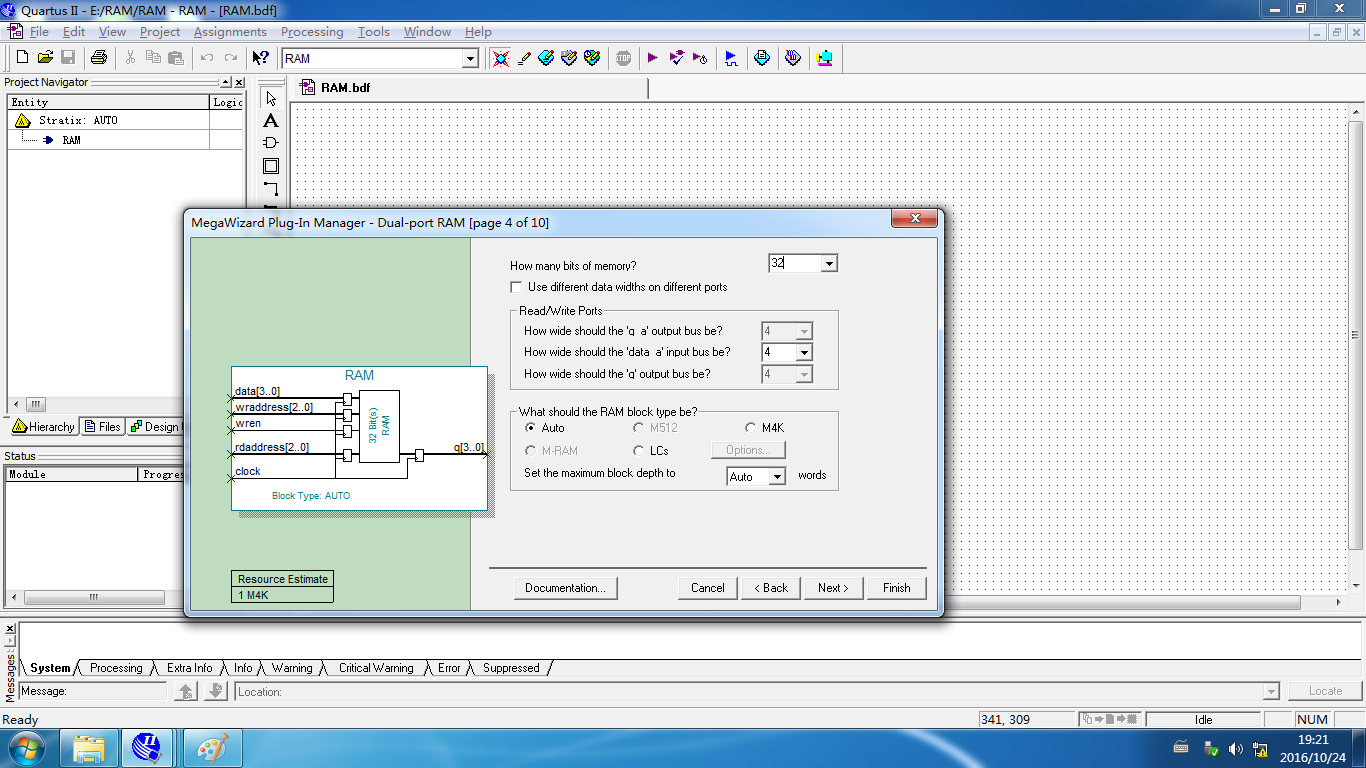 Quartus II - E:/RAM/RAM - RAM - [RAM.bdf]
File Edit View Project Assignments Processing Tools Window Help
RAM
Project Navigator
RAM.bdf
Entity Logic
Stratix: AUTO
RAM
Hierarchy Files Design
Status
Module Progres
MegaWizard Plug-In Manager - Dual-port RAM [page 4 of 10]
How many bits of memory? 32
Use different data widths on different ports
Read/Write Ports
How wide should the 'q_a' output bus be? 4
How wide should the 'data_a' input bus be? 4
How wide should the 'q' output bus be? 4
What should the RAM block type be?
Auto M512 M4K
M-RAM LCs Options...
Set the maximum block depth to Auto words
RAM
data[3..0]
wraddress[2..0]
wren
rdaddress[2..0]
clock
32 Bit(s)
RAM
q[3..0]
Block Type: AUTO
Resource Estimate
1 M4K
Documentation... Cancel < Back Next > Finish
Messages
System Processing Extra Info Info Warning Critical Warning Error Suppressed
Message: Location: Locate
Ready 341, 309 Idle NUM
19:21
2016/10/24